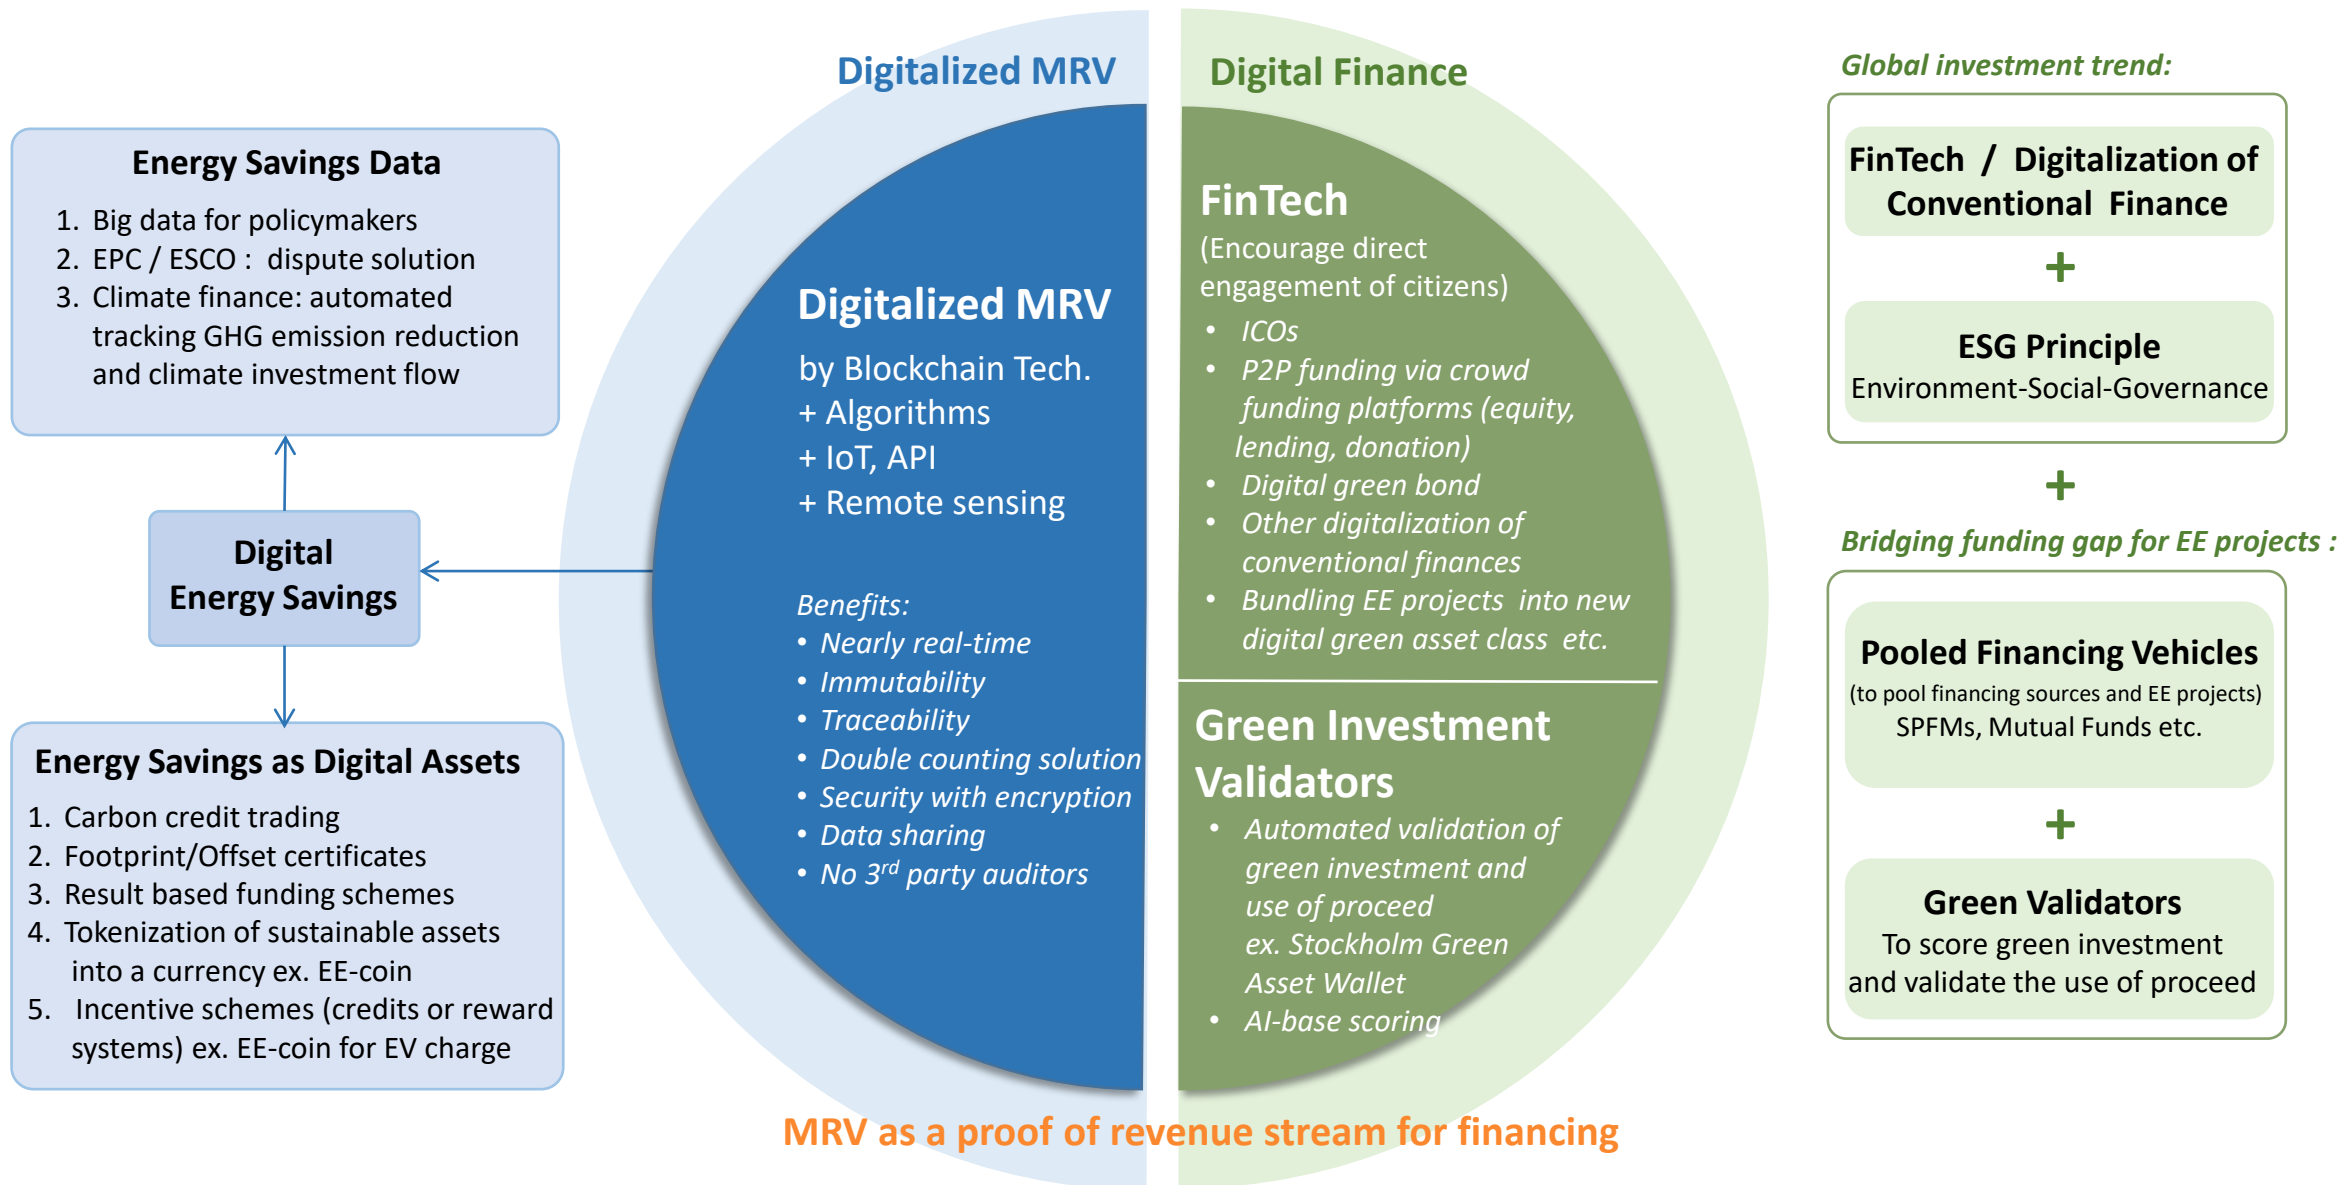 Digitalized MRV
Digital Finance
Energy Savings Data
1. Big data for policymakers
2. EPC / ESCO : dispute solution
3. Climate finance: automated
tracking GHG emission reduction
and climate investment flow
Digital
Energy Savings
Energy Savings as Digital Assets
1. Carbon credit trading
2. Footprint/Offset certificates
3. Result based funding schemes
4. Tokenization of sustainable assets
into a currency ex. EE-coin
5. Incentive schemes (credits or reward
systems) ex. EE-coin for EV charge
Digitalized MRV
by Blockchain Tech.
+ Algorithms
+ IoT, API
+ Remote sensing
Benefits:
• Nearly real-time
• Immutability
• Traceability
• Double counting solution
• Security with encryption
• Data sharing
• No 3rd party auditors
FinTech
(Encourage direct
engagement of citizens)
• ICOs
• P2P funding via crowd
funding platforms (equity,
lending, donation)
• Digital green bond
• Other digitalization of
conventional finances
• Bundling EE projects into new
digital green asset class etc.
Green Investment
Validators
• Automated validation of
green investment and
use of proceed
ex. Stockholm Green
Asset Wallet
• AI-base scoring
MRV as a proof of revenue stream for financing
Global investment trend:
FinTech / Digitalization of
Conventional Finance
+
ESG Principle
Environment-Social-Governance
+
Bridging funding gap for EE projects :
Pooled Financing Vehicles
(to pool financing sources and EE projects)
SPFMs, Mutual Funds etc.
+
Green Validators
To score green investment
and validate the use of proceed